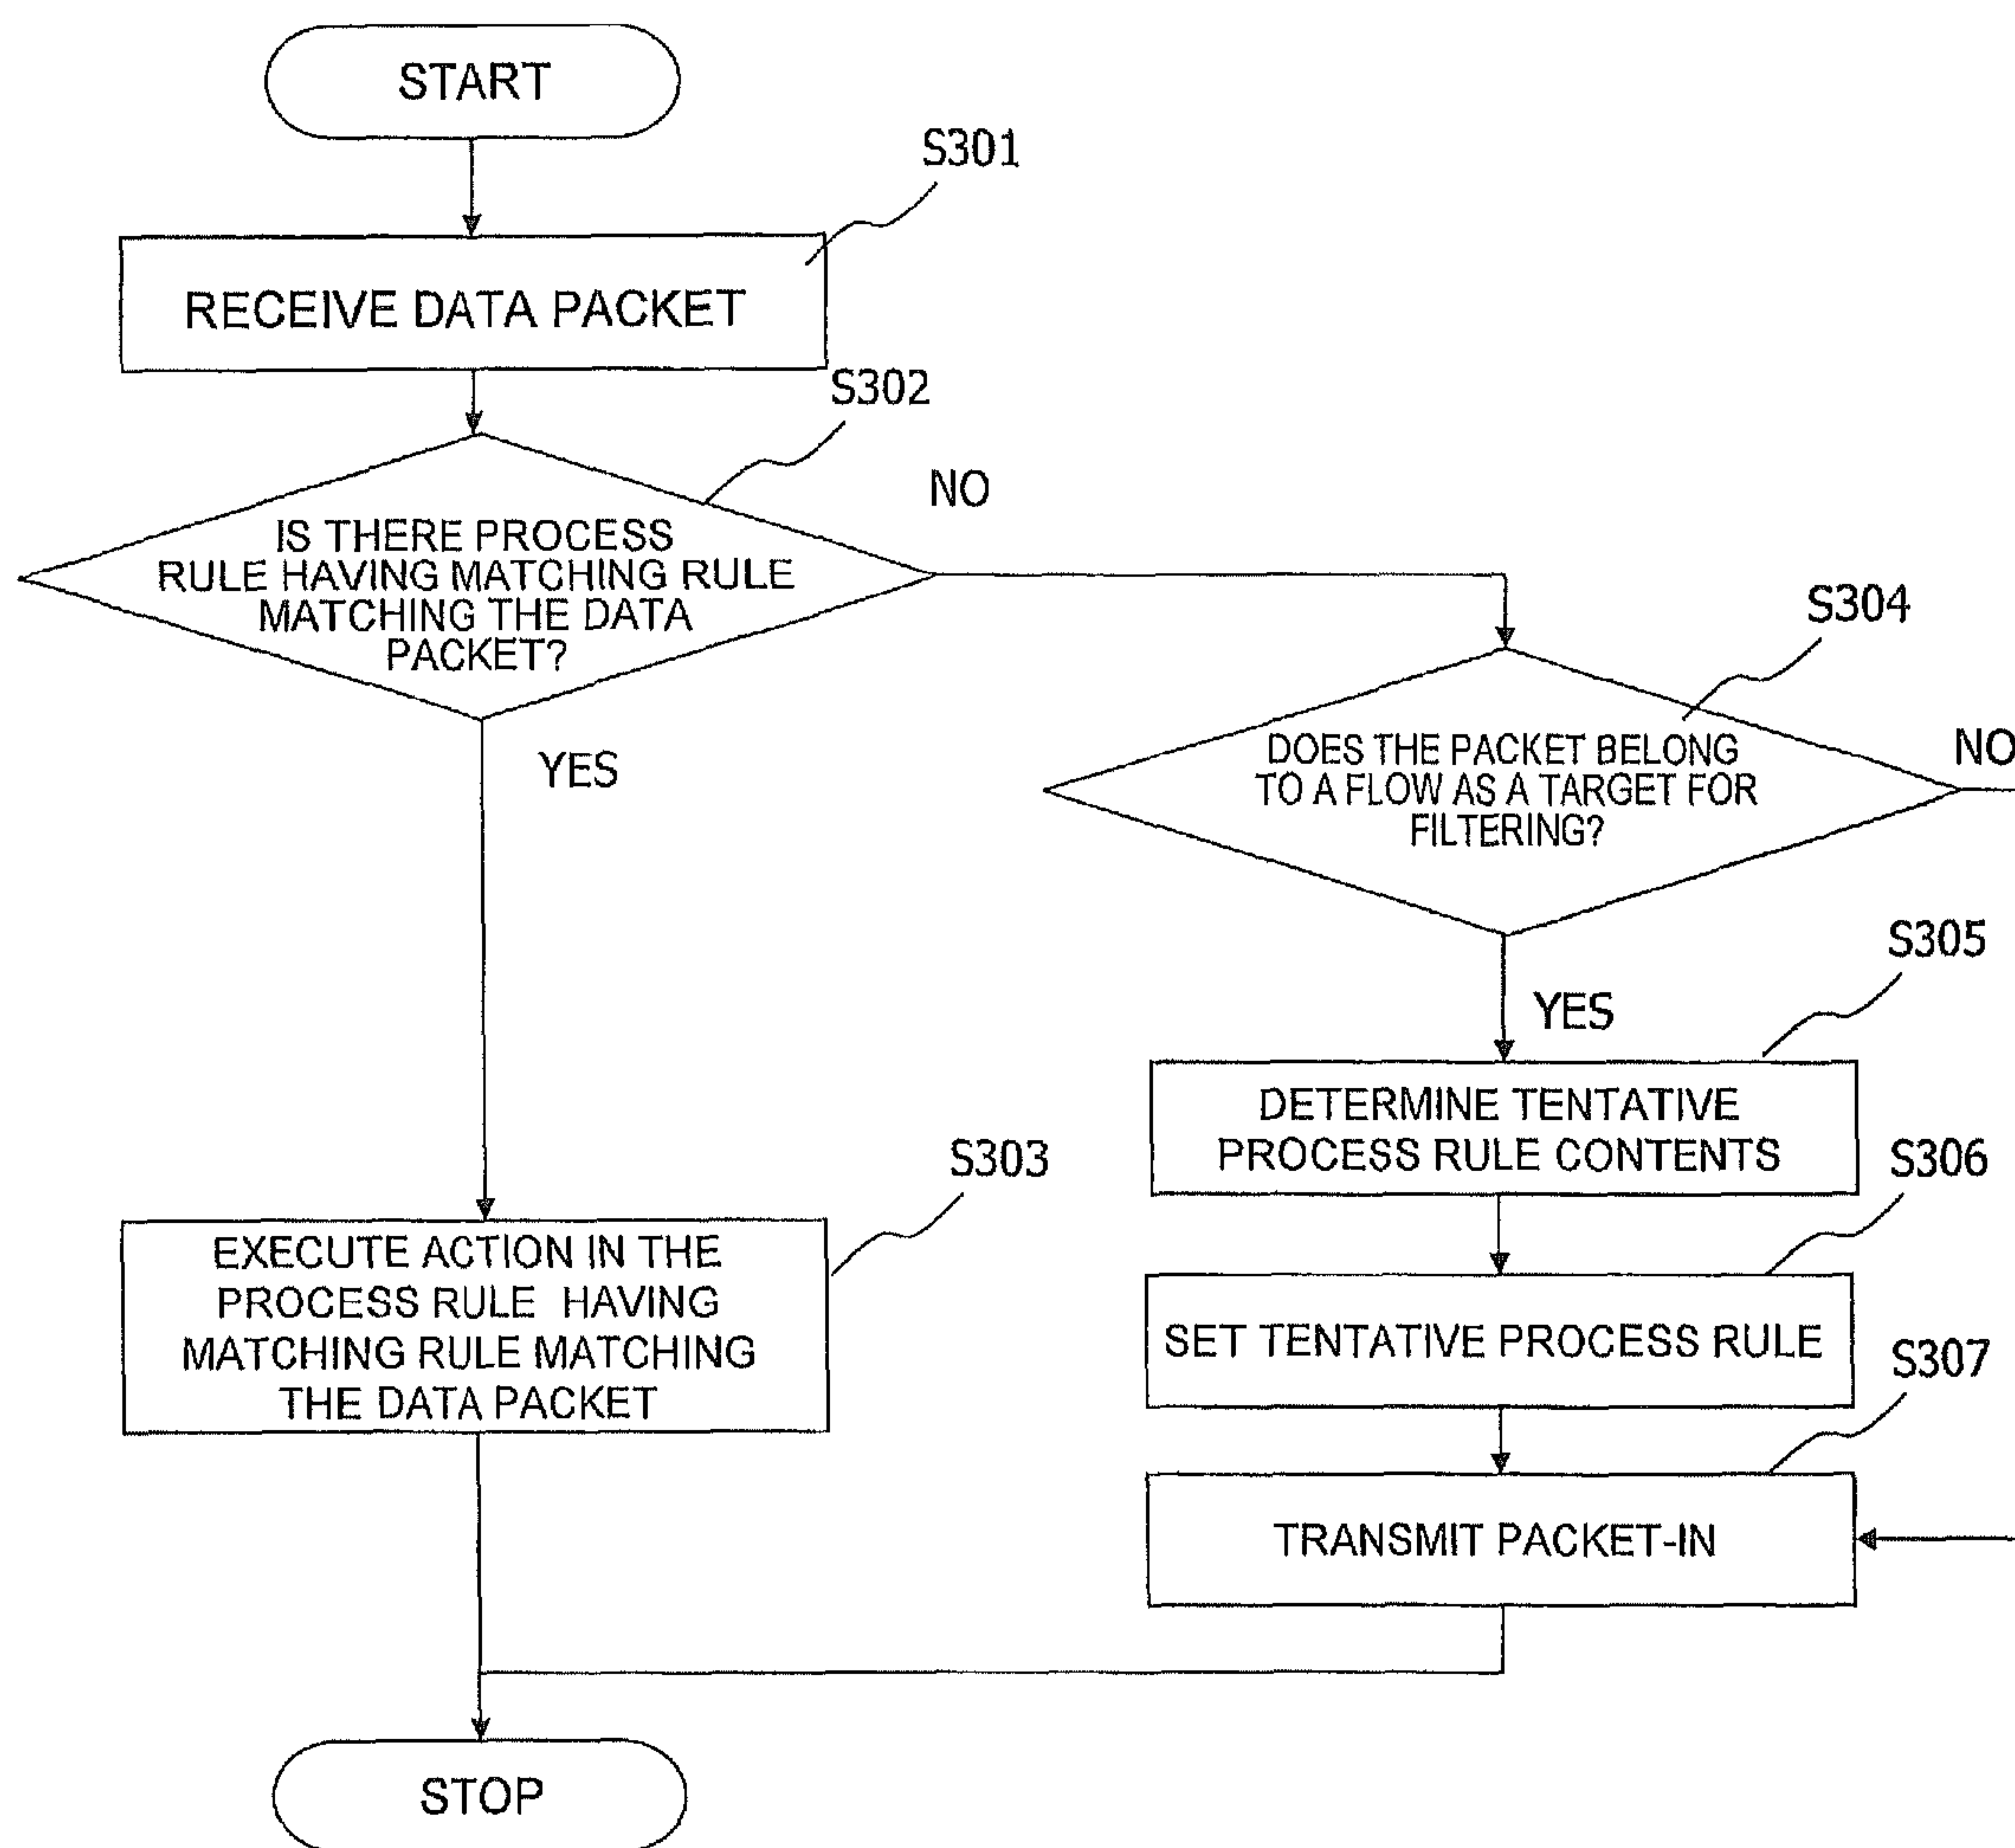 START
S301
RECEIVE DATA PACKET
S302
NO
IS THERE PROCESS
RULE HAVING MATCHING RULE
MATCHING THE DATA
PACKET?
YES
S304
DOES THE PACKET BELONG
TO A FLOW AS A TARGET FOR
FILTERING?
NO
YES
S305
DETERMINE TENTATIVE
PROCESS RULE CONTENTS
S303
EXECUTE ACTION IN THE
PROCESS RULE HAVING
MATCHING RULE MATCHING
THE DATA PACKET
S306
SET TENTATIVE PROCESS RULE
S307
TRANSMIT PACKET-IN
STOP